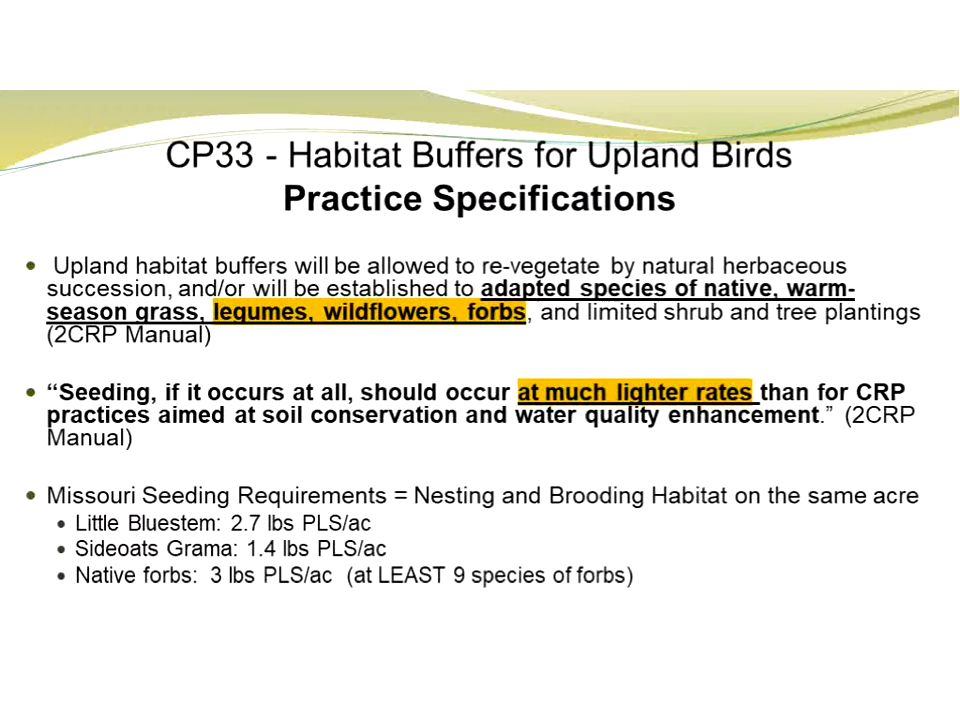 CP33 - Habitat Buffers for Upland Birds
Practice Specifications
• Upland habitat buffers will be allowed to re-vegetate by natural herbaceous
succession, and/or will be established to adapted species of native, warm-
season grass, legumes, wildflowers, forbs, and limited shrub and tree plantings
(2CRP Manual)
• “Seeding, if it occurs at all, should occur at much lighter rates than for CRP
practices aimed at soil conservation and water quality enhancement.” (2CRP
Manual)
• Missouri Seeding Requirements = Nesting and Brooding Habitat on the same acre
• Little Bluestem: 2.7 lbs PLS/ac
• Sideoats Grama: 1.4 lbs PLS/ac
• Native forbs: 3 lbs PLS/ac (at LEAST 9 species of forbs)